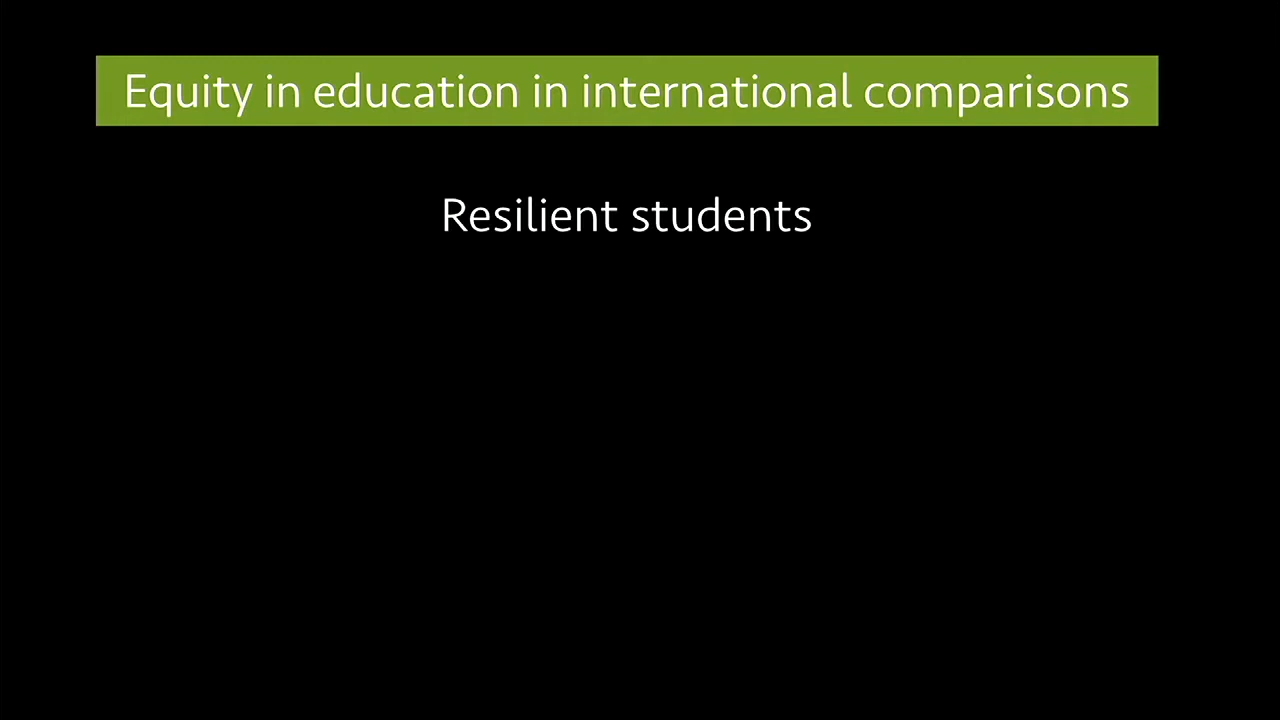 Equity in education in international comparisons
Resilient students